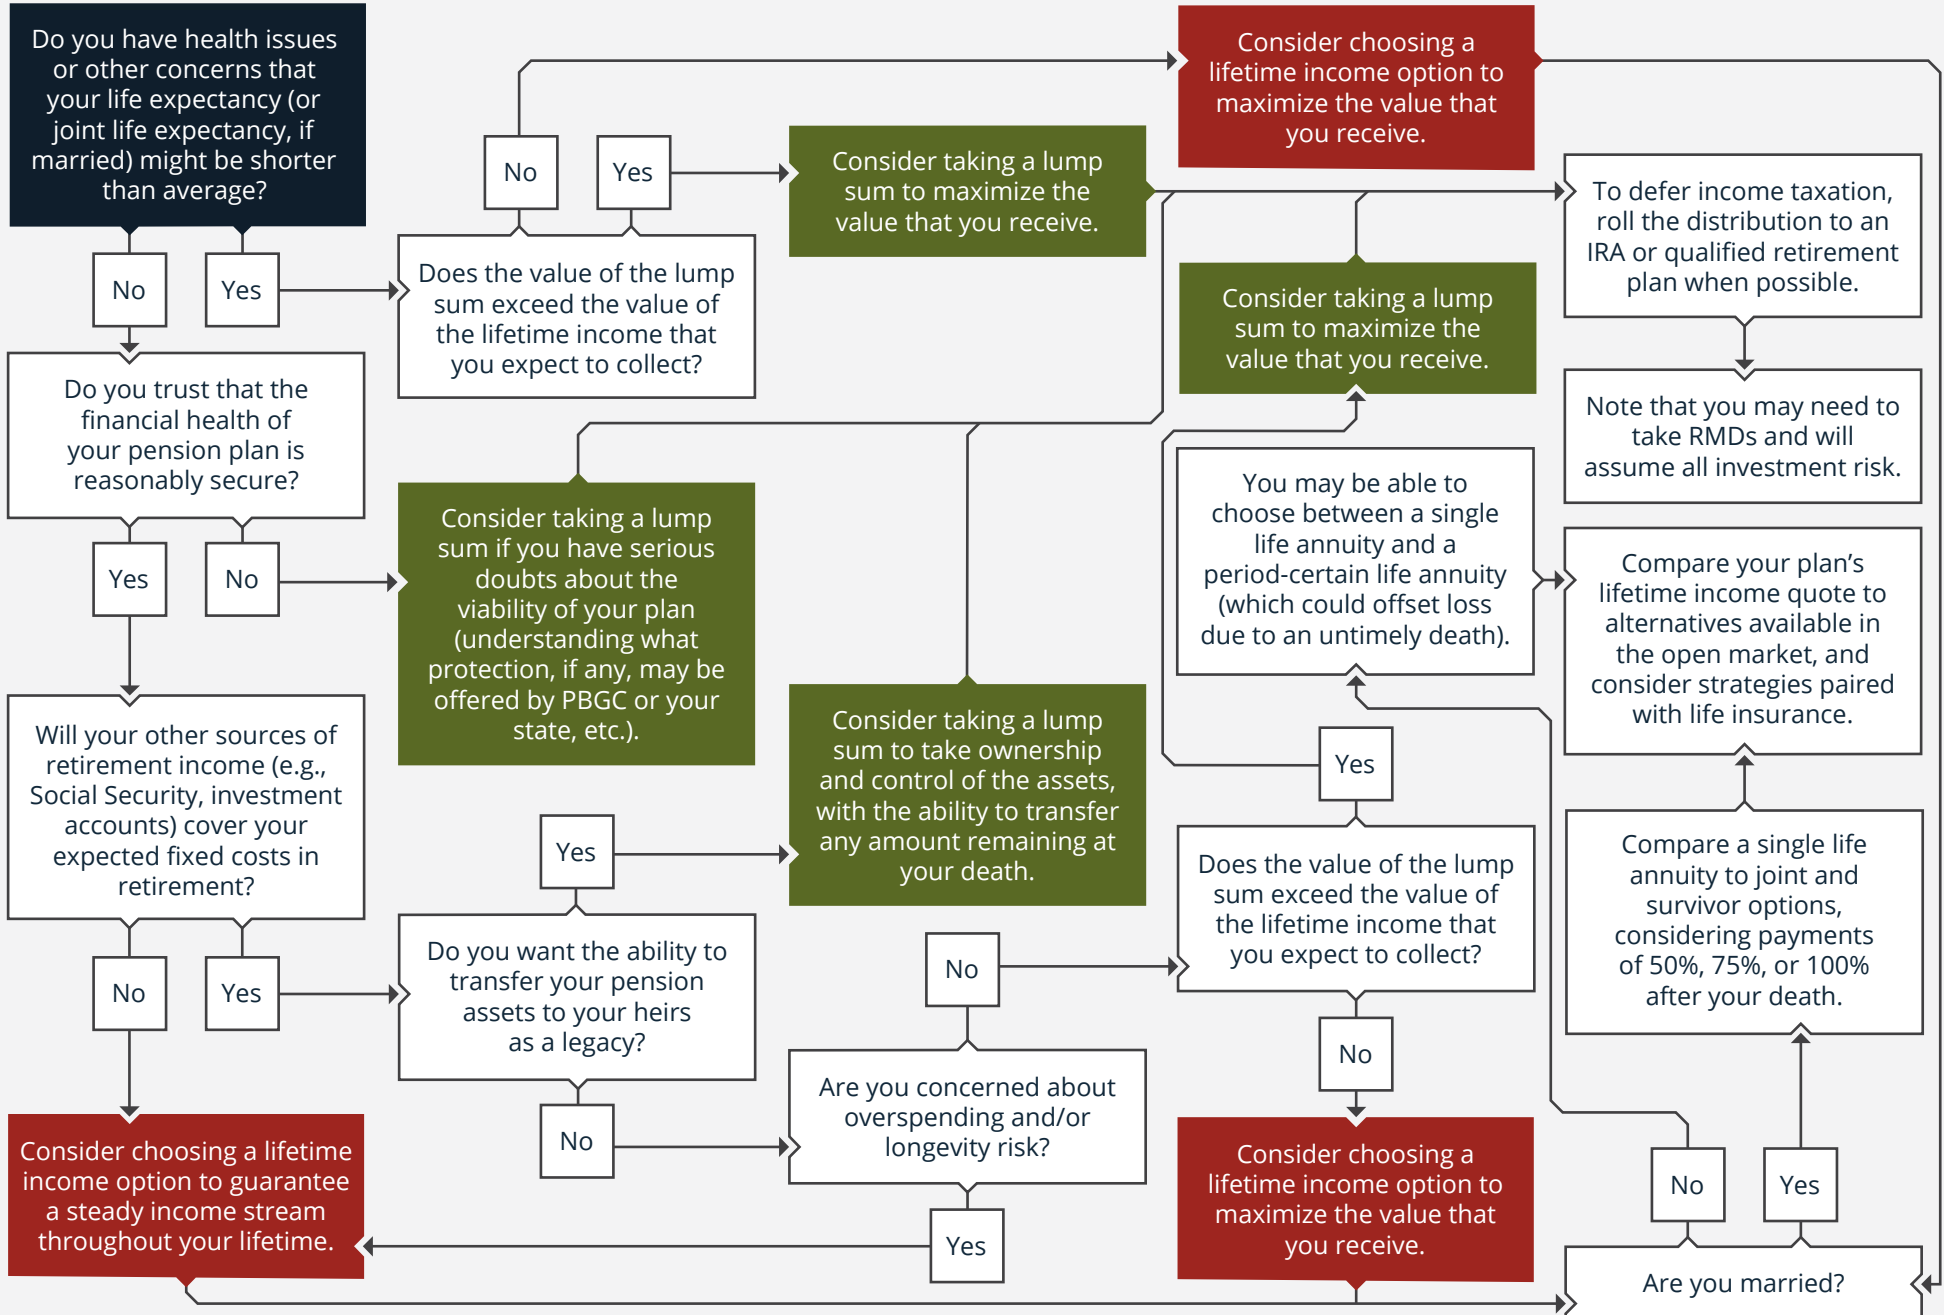 Do you have health issues
or other concerns that
your life expectancy (or
joint life expectancy, if
married) might be shorter
than average?
No
Yes
Does the value of the lump
sum exceed the value of
the lifetime income that
you expect to collect?
No
Yes
Consider taking a lump
sum to maximize the
value that you receive.
Consider choosing a
lifetime income option to
maximize the value that
you receive.
To defer income taxation,
roll the distribution to an
IRA or qualified retirement
plan when possible.
Note that you may need to
take RMDs and will
assume all investment risk.
Do you trust that the
financial health of
your pension plan is
reasonably secure?
Yes
No
Consider taking a lump
sum if you have serious
doubts about the
viability of your plan
(understanding what
protection, if any, may be
offered by PBGC or your
state, etc.).
Will your other sources of
retirement income (e.g.,
Social Security, investment
accounts) cover your
expected fixed costs in
retirement?
No
Yes
Do you want the ability to
transfer your pension
assets to your heirs
as a legacy?
Yes
No
Consider taking a lump
sum to take ownership
and control of the assets,
with the ability to transfer
any amount remaining at
your death.
Are you concerned about
overspending and/or
longevity risk?
No
Yes
Consider choosing a lifetime
income option to guarantee
a steady income stream
throughout your lifetime.
Does the value of the lump
sum exceed the value of
the lifetime income that
you expect to collect?
Yes
No
Consider taking a lump
sum to maximize the
value that you receive.
Consider choosing a
lifetime income option to
maximize the value that
you receive.
Are you married?
No
Yes
You may be able to
choose between a single
life annuity and a
period-certain life annuity
(which could offset loss
due to an untimely death).
Compare a single life
annuity to joint and
survivor options,
considering payments
of 50%, 75%, or 100%
after your death.
Compare your plan’s
lifetime income quote to
alternatives available in
the open market, and
consider strategies paired
with life insurance.